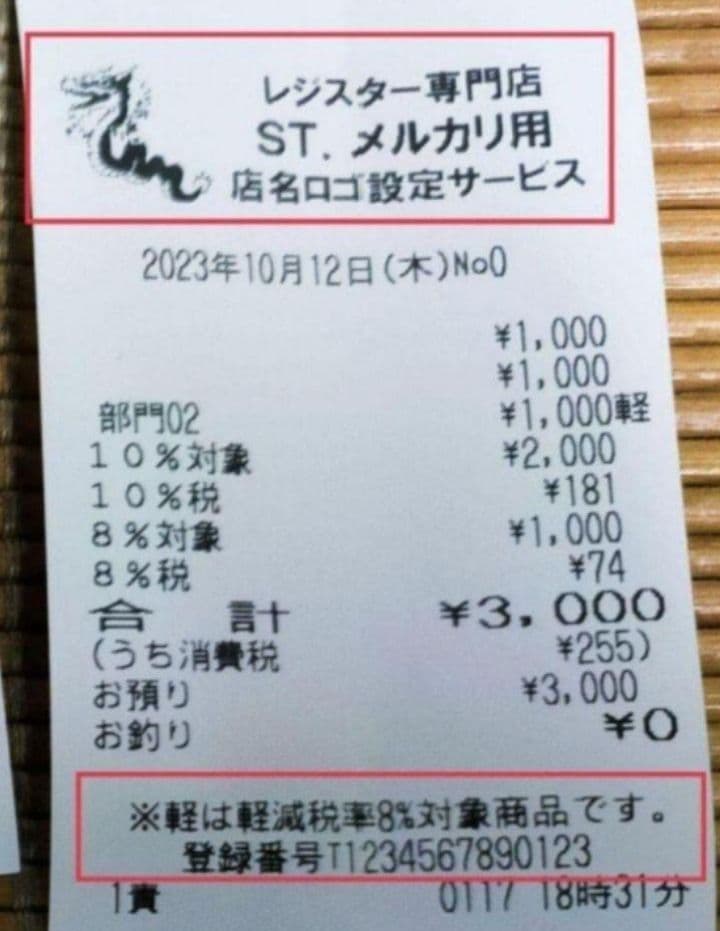 レジスター専門店
ST. メルカリ用
店名ロゴ設定サービス
2023年10月12日(木)No0
¥1,000
¥1,000
部門02 ¥1,000軽
10%対象 ¥2,000
10%税 ¥181
8%対象 ¥1,000
8%税 ¥74
合 計 ¥3,000
(うち消費税 ¥255)
お預り ¥3,000
お釣り ¥0
※軽は軽減税率8%対象商品です。
登録番号T1234567890123
1責 0117 18時31分